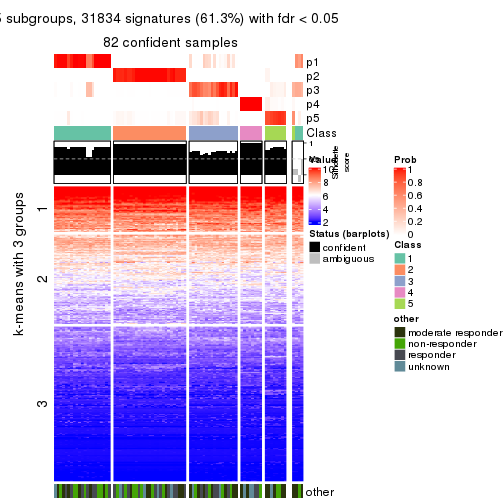 subgroups, 31834 signatures (61.3%) with fdr < 0.05
82 confident samples
p1
p2
p3
p4
p5
Class
1
Silhouette
score
k-means with 3 groups
1
2
3
Value
10
8
6
4
2
Status (barplots)
confident
ambiguous
Prob
1
0.8
0.6
0.4
0.2
0
Class
1
2
3
4
5
other
moderate responder
non-responder
responder
unknown
other